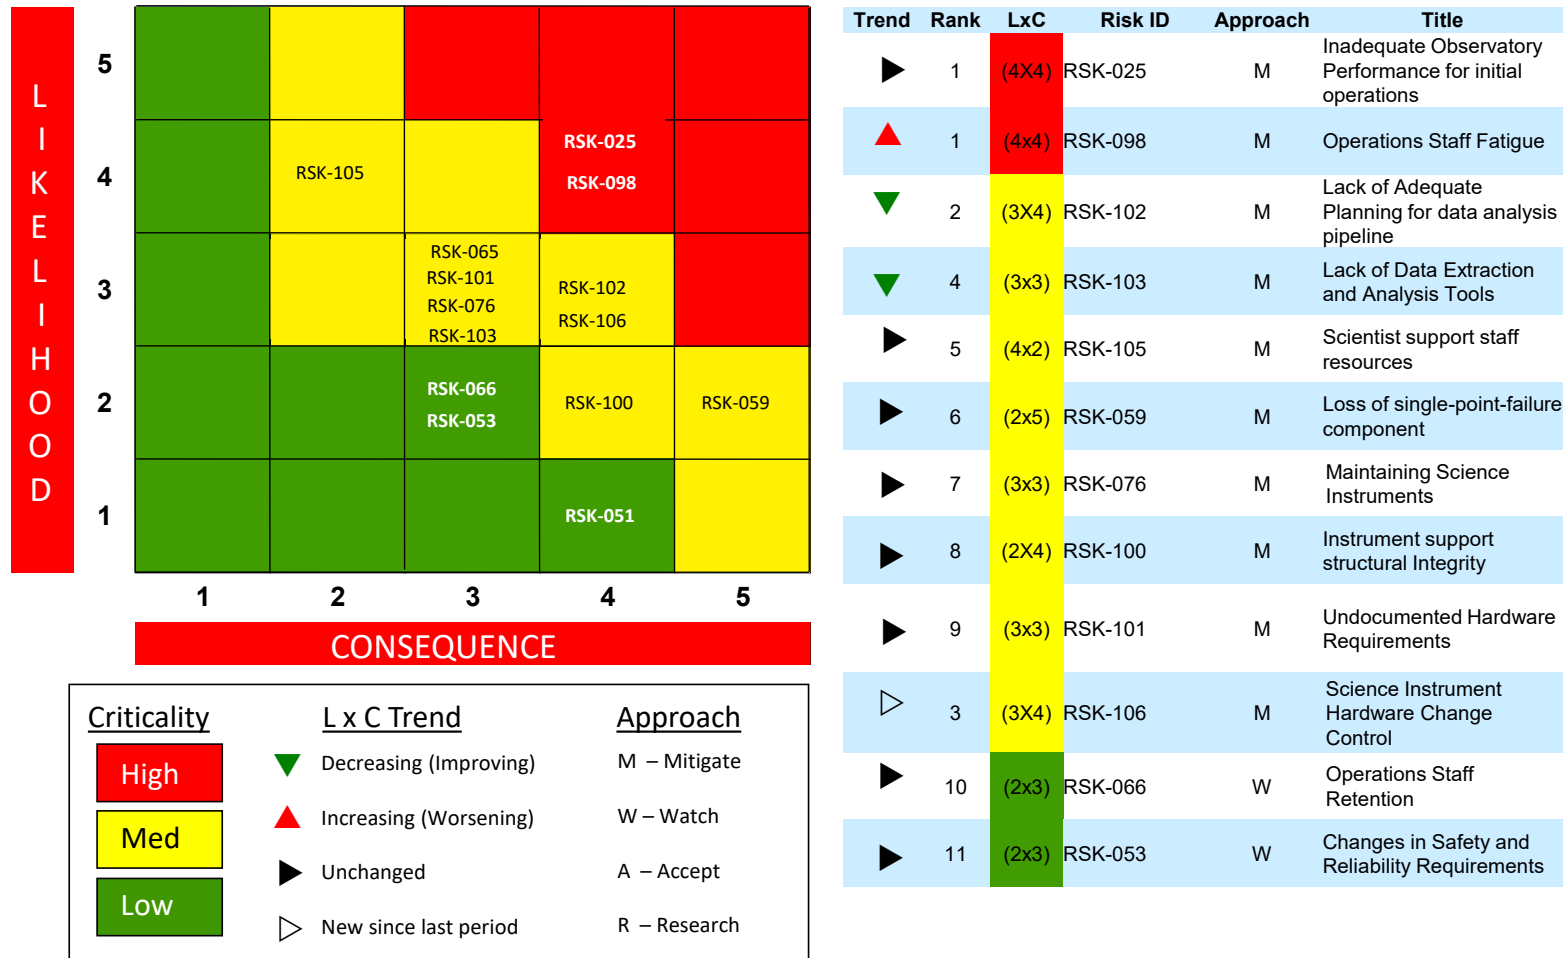 LIKELIHOOD
5
4
3
2
1
RSK-025
RSK-098
RSK-105
RSK-065
RSK-101
RSK-076
RSK-103
RSK-102
RSK-106
RSK-066
RSK-053
RSK-100
RSK-059
RSK-051
1 2 3 4 5
CONSEQUENCE
Criticality
High
Med
Low
L x C Trend
Decreasing (Improving)
Increasing (Worsening)
Unchanged
New since last period
Approach
M – Mitigate
W – Watch
A – Accept
R – Research
Trend Rank LxC Risk ID Approach Title
1 (4X4) RSK-025 M Inadequate Observatory
Performance for initial
operations
1 (4x4) RSK-098 M Operations Staff Fatigue
2 (3X4) RSK-102 M Lack of Adequate
Planning for data analysis
pipeline
4 (3x3) RSK-103 M Lack of Data Extraction
and Analysis Tools
5 (4x2) RSK-105 M Scientist support staff
resources
6 (2x5) RSK-059 M Loss of single-point-failure
component
7 (3x3) RSK-076 M Maintaining Science
Instruments
8 (2X4) RSK-100 M Instrument support
structural Integrity
9 (3x3) RSK-101 M Undocumented Hardware
Requirements
3 (3X4) RSK-106 M Science Instrument
Hardware Change
Control
10 (2x3) RSK-066 W Operations Staff
Retention
11 (2x3) RSK-053 W Changes in Safety and
Reliability Requirements